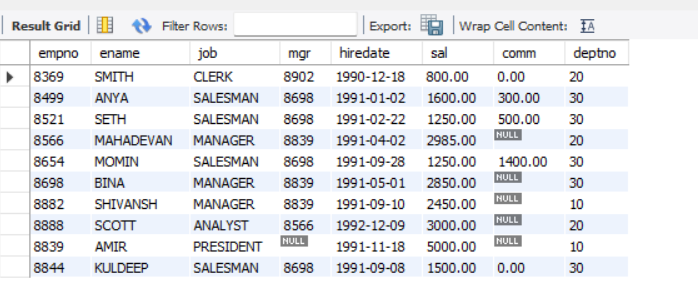 Result Grid Filter Rows: Export: Wrap Cell Content: IA
empno ename job mgr hiredate sal comm deptno
8369 SMITH CLERK 8902 1990-12-18 800.00 0.00 20
8499 ANYA SALESMAN 8698 1991-01-02 1600.00 300.00 30
8521 SETH SALESMAN 8698 1991-02-22 1250.00 500.00 30
8566 MAHADEVAN MANAGER 8839 1991-04-02 2985.00 NULL 20
8654 MOMIN SALESMAN 8698 1991-09-28 1250.00 1400.00 30
8698 BINA MANAGER 8839 1991-05-01 2850.00 NULL 30
8882 SHIVANSH MANAGER 8839 1991-09-10 2450.00 NULL 10
8888 SCOTT ANALYST 8566 1992-12-09 3000.00 NULL 20
8839 AMIR PRESIDENT NULL 1991-11-18 5000.00 NULL 10
8844 KULDEEP SALESMAN 8698 1991-09-08 1500.00 0.00 30